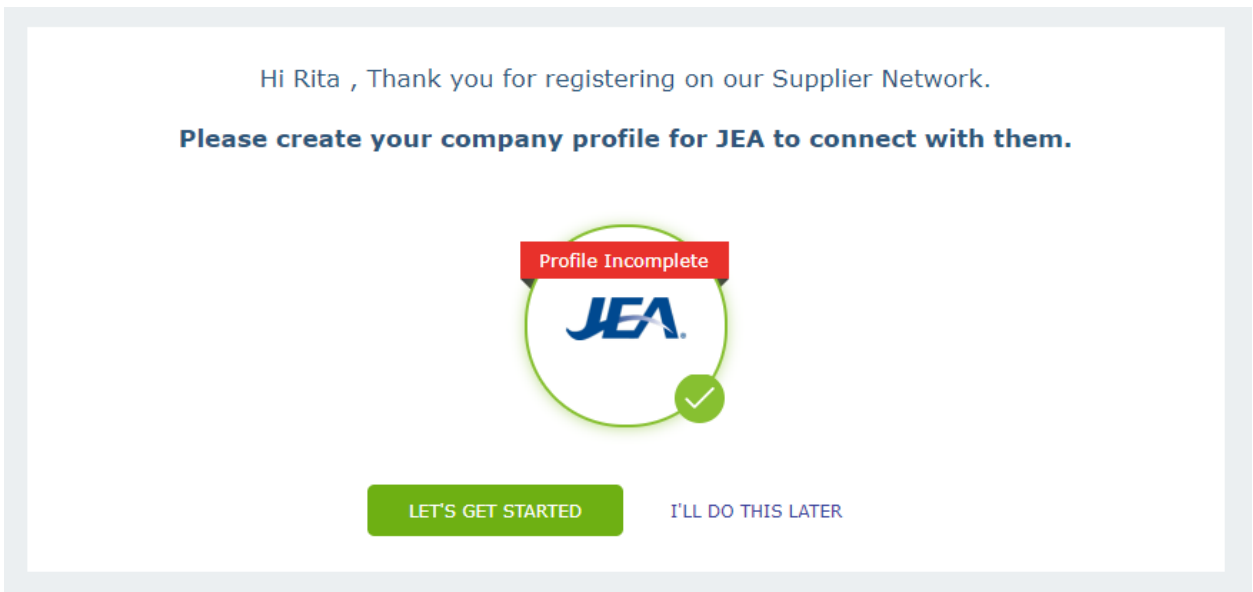 Hi Rita , Thank you for registering on our Supplier Network.
Please create your company profile for JEA to connect with them.
Profile Incomplete
JEA.
LET'S GET STARTED
I'LL DO THIS LATER